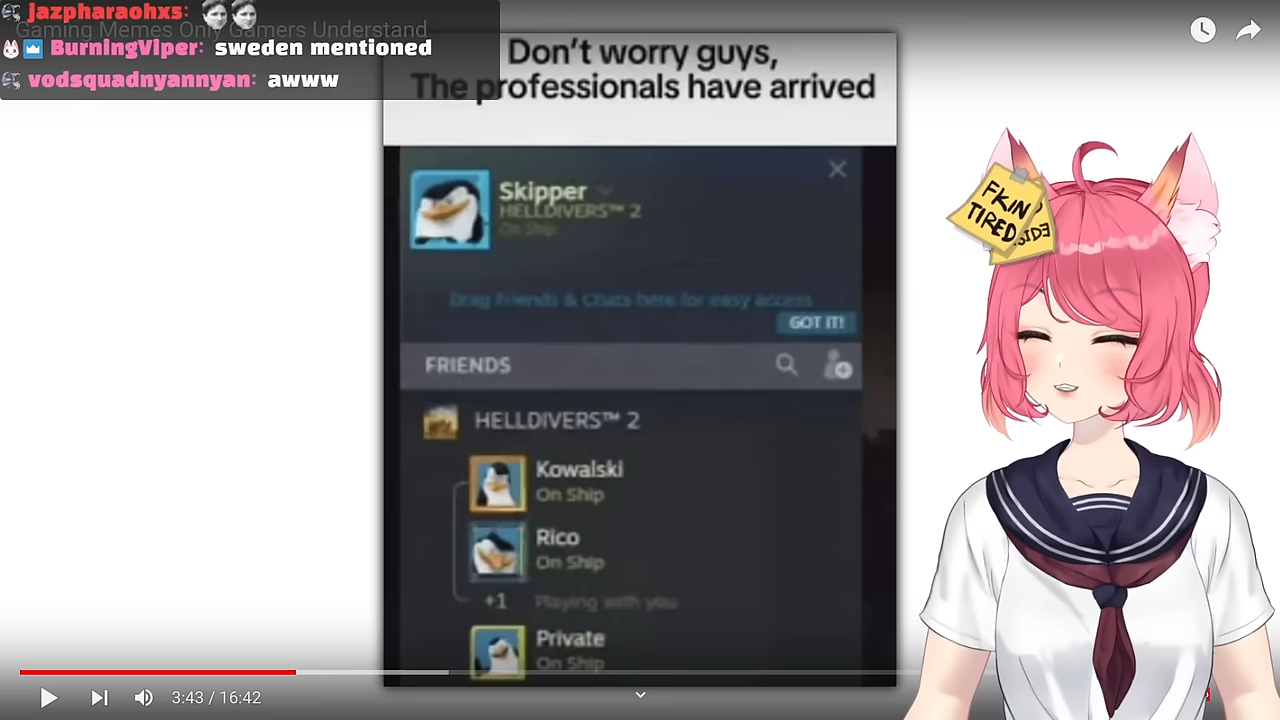 Jazpharaohxs:
Gaming Memes Only Gamers Understand
BurningViper: sweden mentioned
vodsquadnyannyan: awww
Don't worry guys,
The professionals have arrived
Skipper
HELLDIVERS™ 2
On Ship
Drag Friends & Chats here for easy access
GOT IT!
FRIENDS
HELLDIVERS™ 2
Kowalski
On Ship
Rico
On Ship
+1 Playing with you
Private
On Ship
FKIN
TIRED
3:43 / 16:42